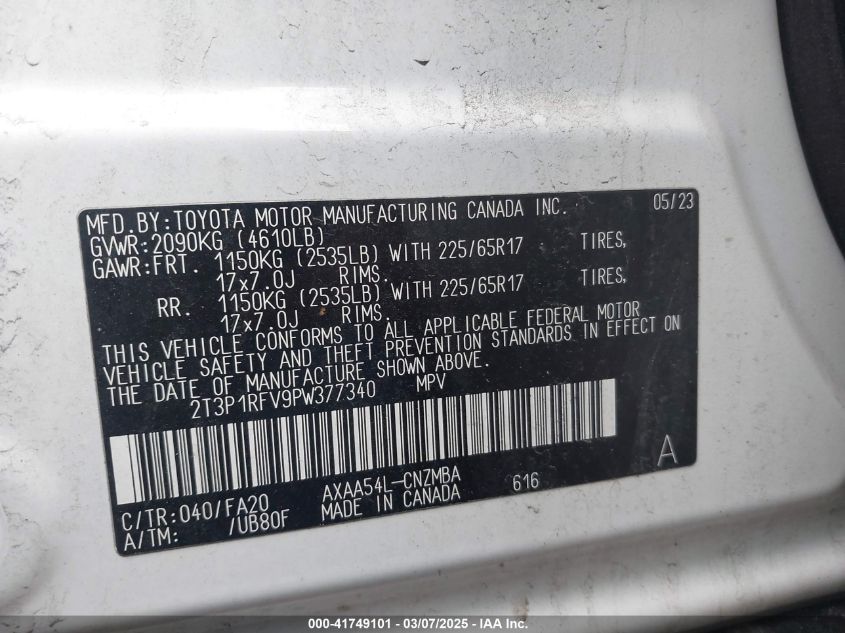 MFD.BY:TOYOTA MOTOR MANUFACTURING CANADA INC. 05/23
GVWR:2090KG (4610LB)
GAWR:FRT. 1150KG (2535LB) WITH 225/65R17 TIRES,
17x7.0J RIMS.
RR. 1150KG (2535LB) WITH 225/65R17 TIRES,
17x7.0J RIMS.
THIS VEHICLE CONFORMS TO ALL APPLICABLE FEDERAL MOTOR
VEHICLE SAFETY AND THEFT PREVENTION STANDARDS IN EFFECT ON
THE DATE OF MANUFACTURE SHOWN ABOVE.
2T3P1RFV9PW377340 MPV
C/TR:040/FA20 AXAA54L-CNZMBA 616 A
A/TM: /UB80F MADE IN CANADA
000-41749101 - 03/07/2025 - IAA Inc.